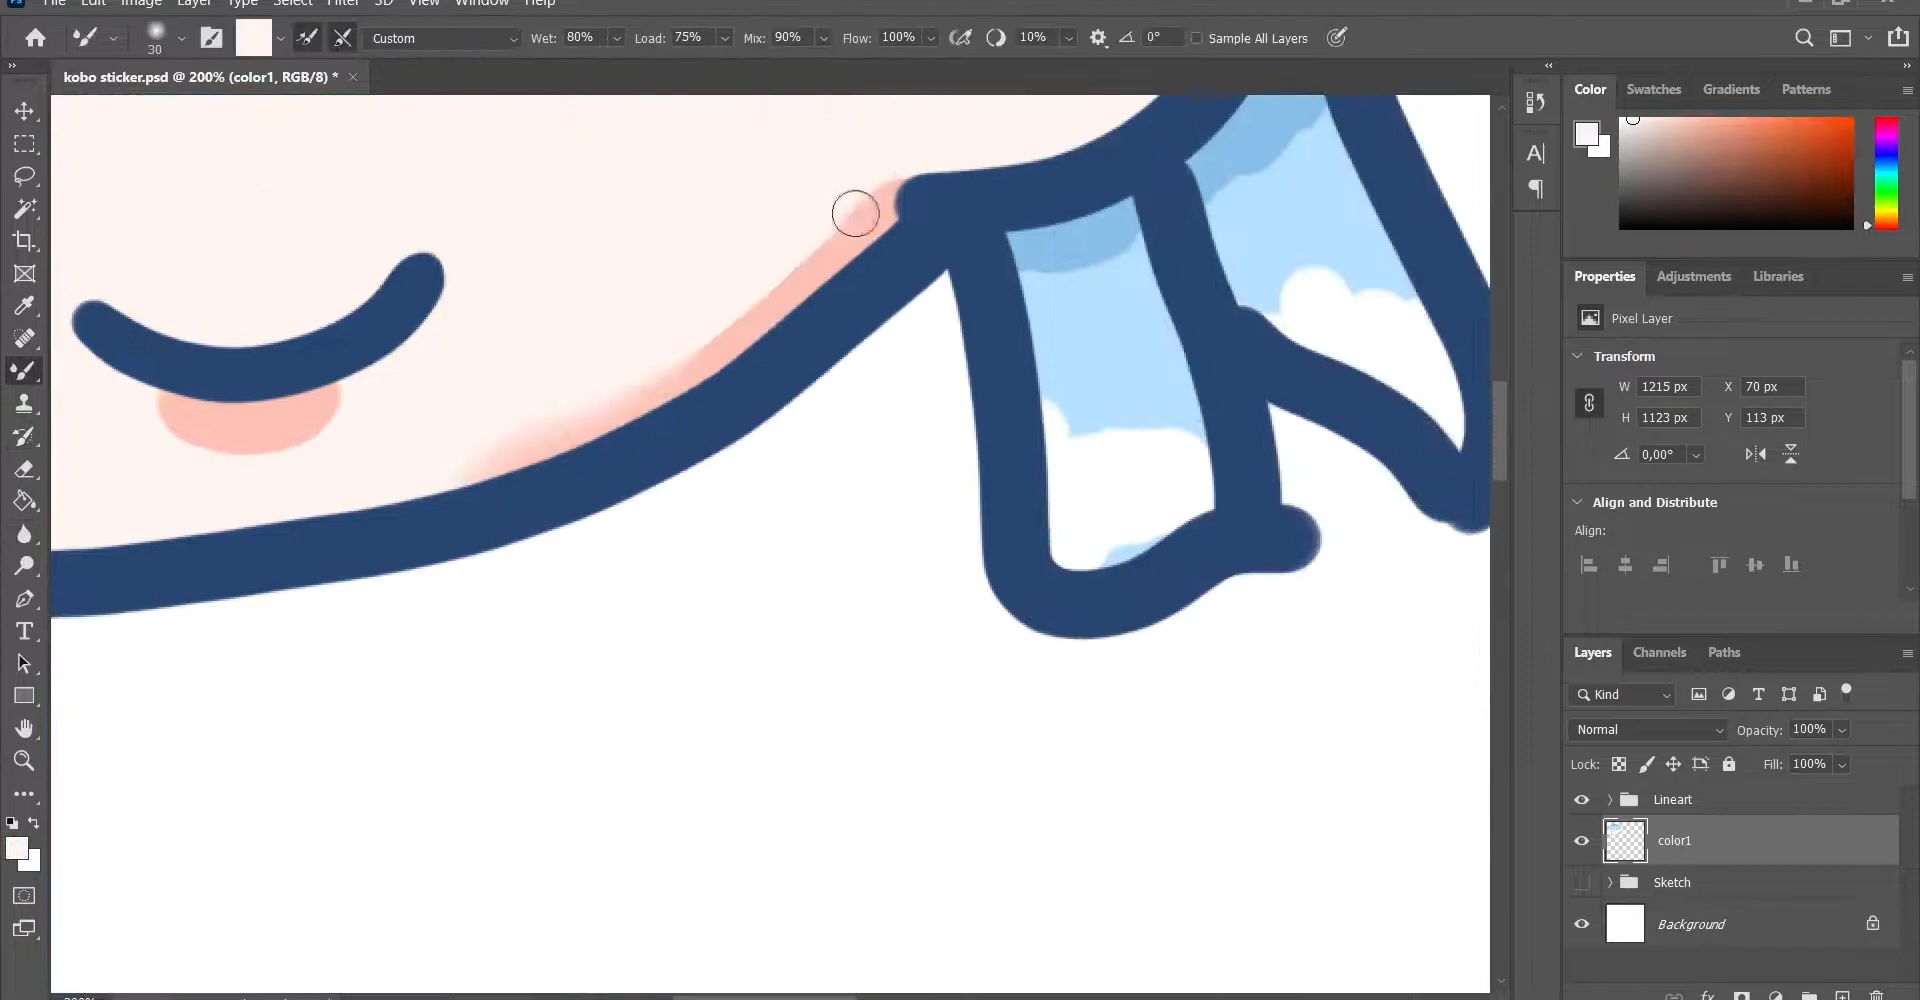 Ps File Edit Image Layer Type Select Filter 3D View Window Help
30 Custom Wet: 80% Load: 75% Mix: 90% Flow: 100% 10% 0° Sample All Layers
kobo sticker.psd @ 200% (color1, RGB/8) * ×
Color Swatches Gradients Patterns
Properties Adjustments Libraries
Pixel Layer
Transform
W 1215 px X 70 px
H 1123 px Y 113 px
0,00°
Align and Distribute
Align:
Layers Channels Paths
Kind
Normal Opacity: 100%
Lock: Fill: 100%
Lineart
color1
Sketch
Background
200%
fx